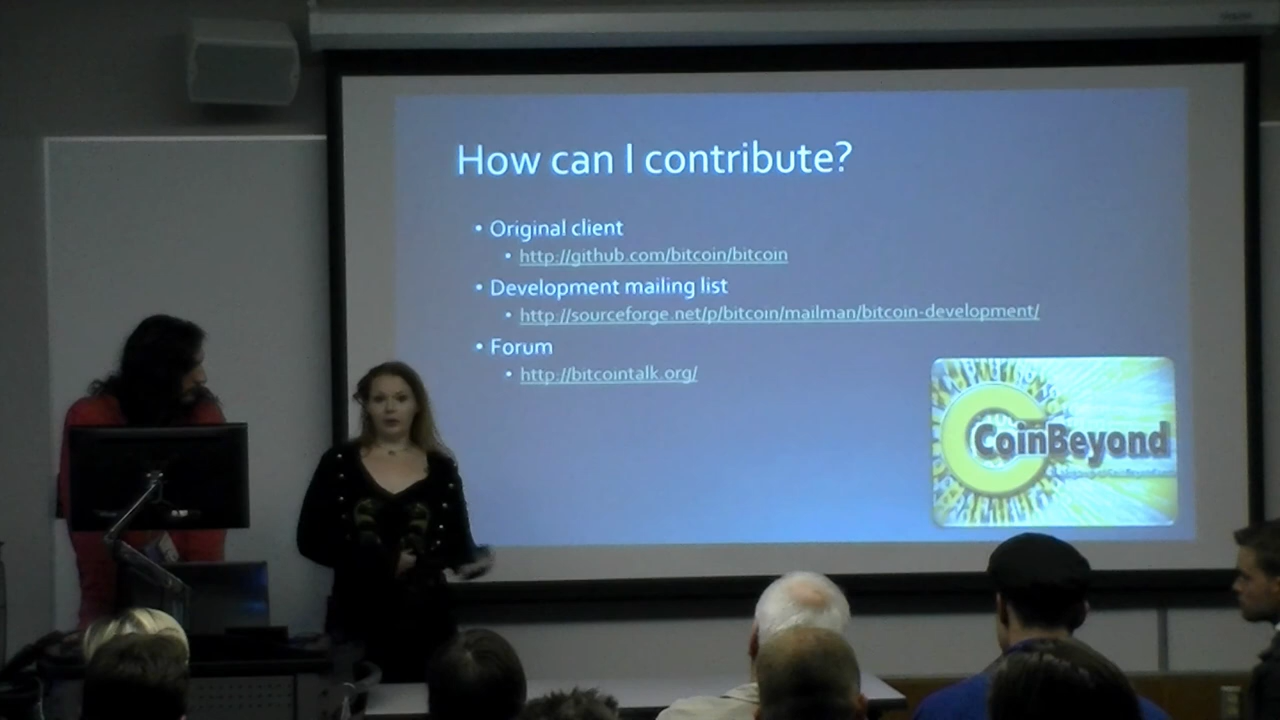 How can I contribute?
• Original client
• http://github.com/bitcoin/bitcoin
• Development mailing list
• http://sourceforge.net/p/bitcoin/mailman/bitcoin-development/
• Forum
• http://bitcointalk.org/
CoinBeyond